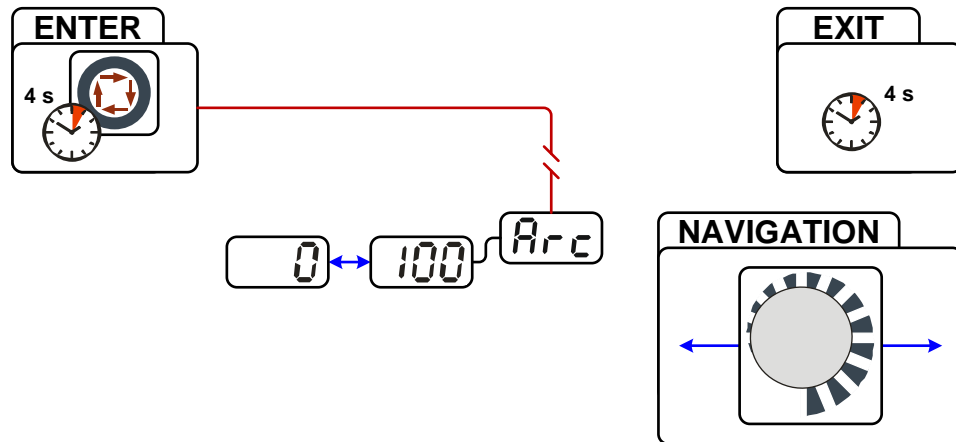 ENTER
4 s
EXIT
4 s
Arc
0
100
NAVIGATION